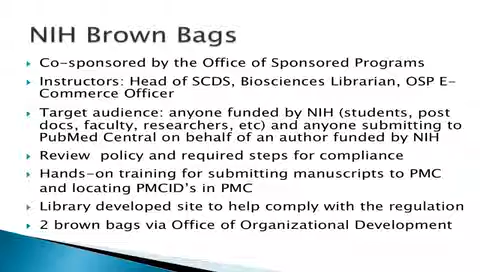 NIH Brown Bags
Co-sponsored by the Office of Sponsored Programs
Instructors: Head of SCDS, Biosciences Librarian, OSP E-
Commerce Officer
Target audience: anyone funded by NIH (students, post
docs, faculty, researchers, etc) and anyone submitting to
PubMed Central on behalf of an author funded by NIH
Review policy and required steps for compliance
Hands-on training for submitting manuscripts to PMC
and locating PMCID's in PMC
Library developed site to help comply with the regulation
2 brown bags via Office of Organizational Development